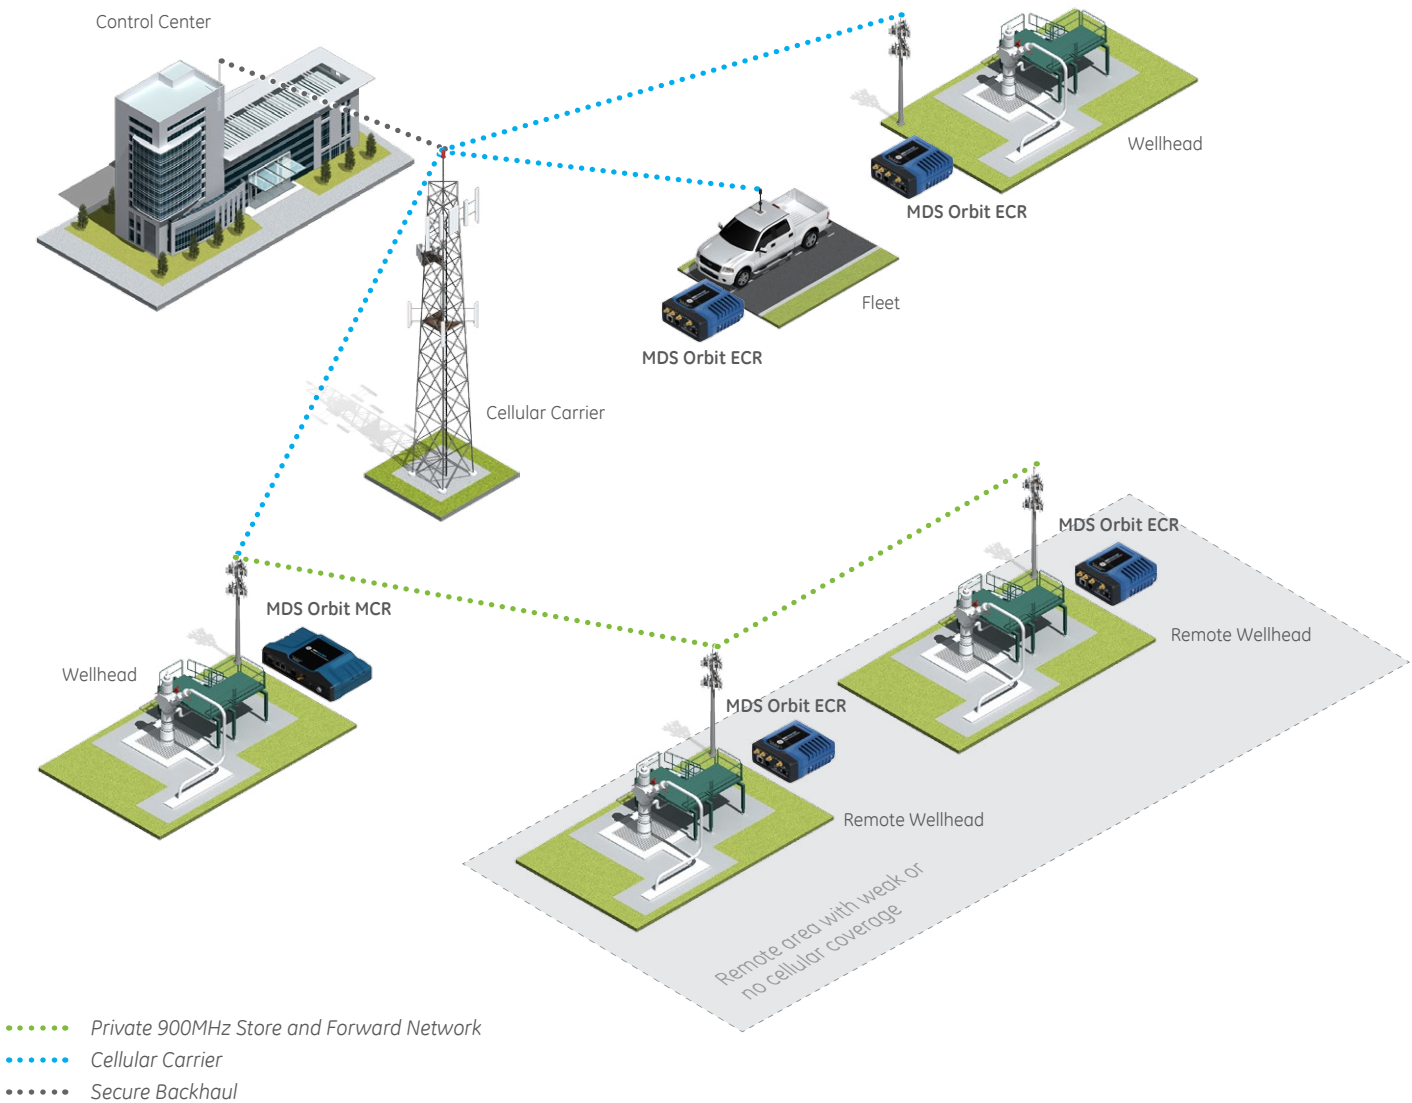 Control Center
Wellhead
MDS Orbit ECR
Fleet
MDS Orbit ECR
Cellular Carrier
MDS Orbit ECR
MDS Orbit MCR
Remote Wellhead
Wellhead
MDS Orbit ECR
Remote Wellhead
Remote area with weak or
no cellular coverage
Private 900MHz Store and Forward Network
Cellular Carrier
Secure Backhaul